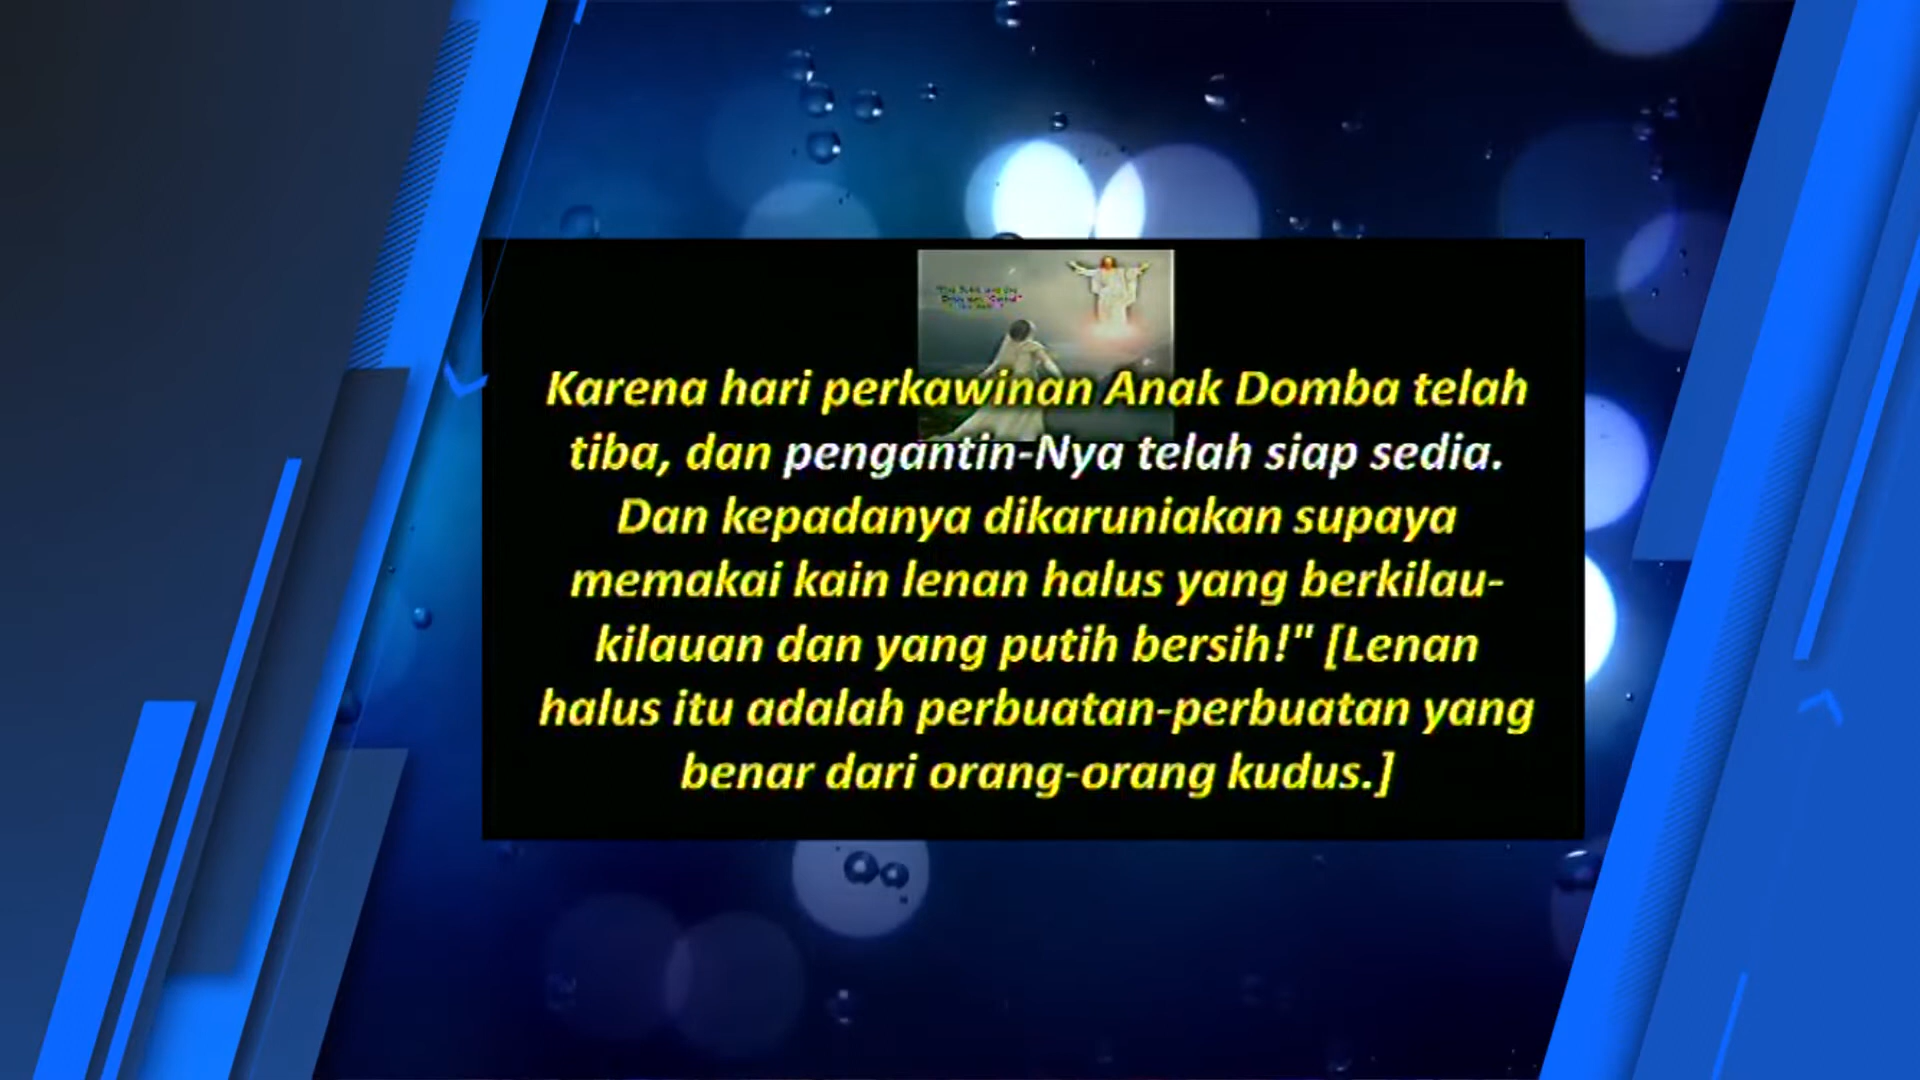 Karena hari perkawinan Anak Domba telah
tiba, dan pengantin-Nya telah siap sedia.
Dan kepadanya dikaruniakan supaya
memakai kain lenan halus yang berkilau-
kilauan dan yang putih bersih!" [Lenan
halus itu adalah perbuatan-perbuatan yang
benar dari orang-orang kudus.]